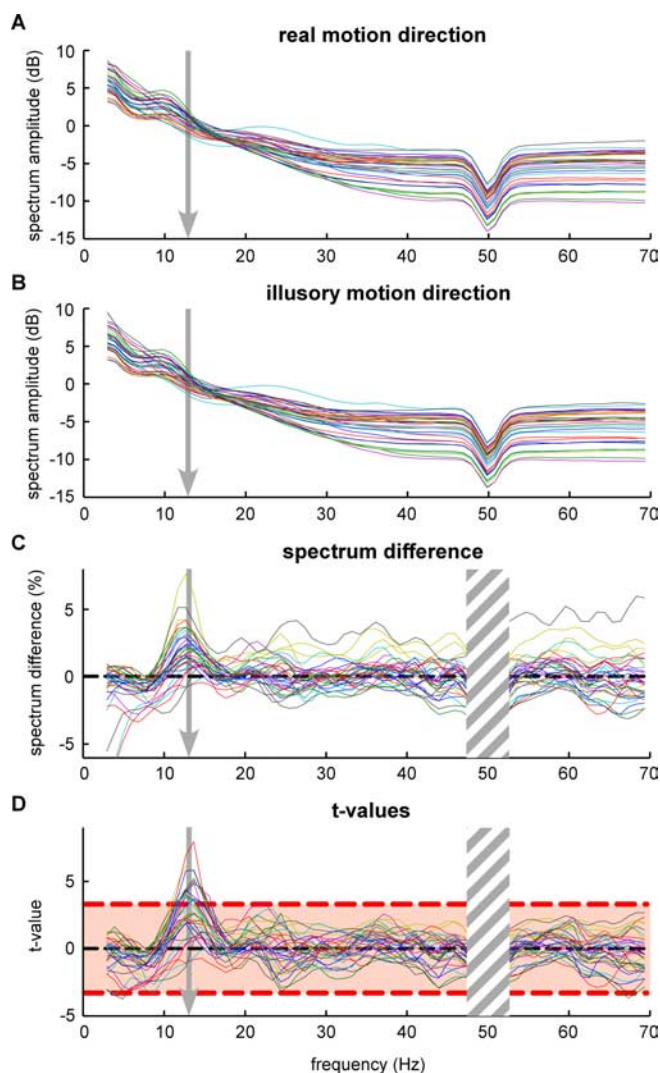 A
real motion direction
spectrum amplitude (dB)
10
5
0
-5
-10
-15
0 10 20 30 40 50 60 70
B
illusory motion direction
spectrum amplitude (dB)
10
5
0
-5
-10
-15
0 10 20 30 40 50 60 70
C
spectrum difference
spectrum difference (%)
5
0
-5
0 10 20 30 40 50 60 70
D
t-values
t-value
5
0
-5
0 10 20 30 40 50 60 70
frequency (Hz)